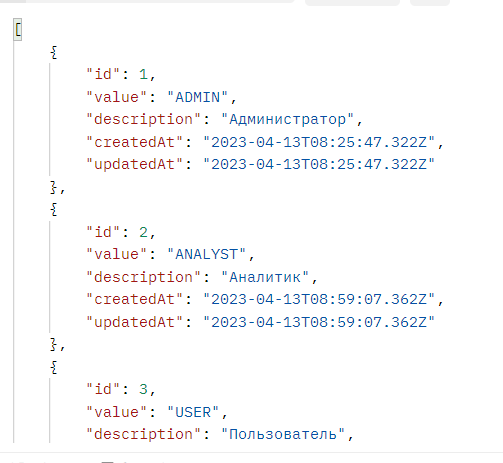 [
{
"id": 1,
"value": "ADMIN",
"description": "Администратор",
"createdAt": "2023-04-13T08:25:47.322Z",
"updatedAt": "2023-04-13T08:25:47.322Z"
},
{
"id": 2,
"value": "ANALYST",
"description": "Аналитик",
"createdAt": "2023-04-13T08:59:07.362Z",
"updatedAt": "2023-04-13T08:59:07.362Z"
},
{
"id": 3,
"value": "USER",
"description": "Пользователь",